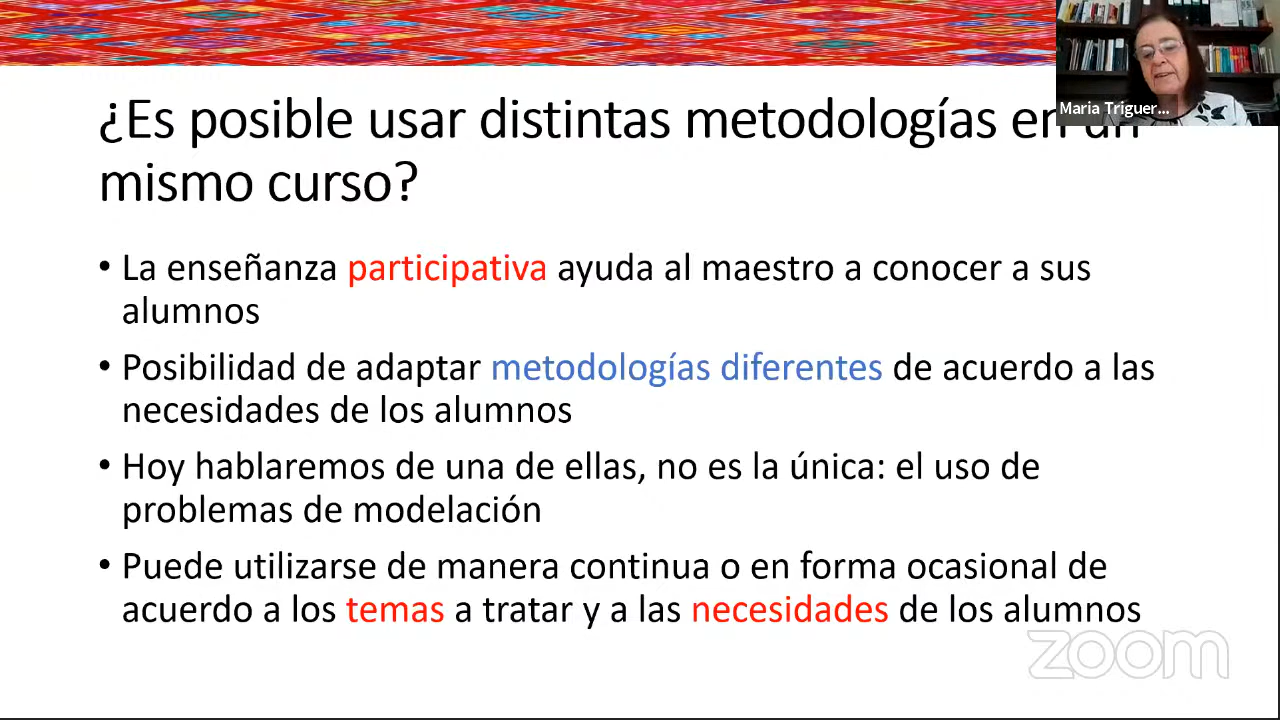 Maria Triguer...
¿Es posible usar distintas metodologías en un
mismo curso?
• La enseñanza participativa ayuda al maestro a conocer a sus
alumnos
• Posibilidad de adaptar metodologías diferentes de acuerdo a las
necesidades de los alumnos
• Hoy hablaremos de una de ellas, no es la única: el uso de
problemas de modelación
• Puede utilizarse de manera continua o en forma ocasional de
acuerdo a los temas a tratar y a las necesidades de los alumnos
zoom